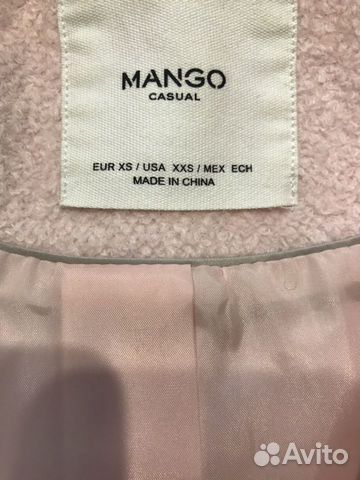 MANGO
CASUAL
EUR XS / USA XXS / MEX ECH
MADE IN CHINA
Avito